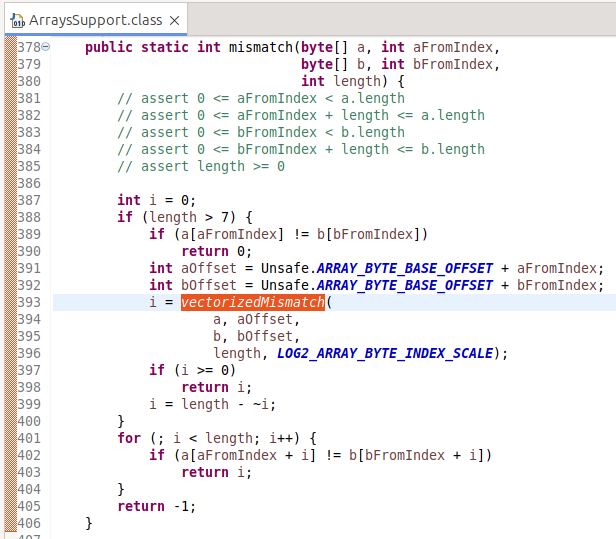 ArraysSupport.class
378 public static int mismatch(byte[] a, int aFromIndex,
379 byte[] b, int bFromIndex,
380 int length) {
381 // assert 0 <= aFromIndex < a.length
382 // assert 0 <= aFromIndex + length <= a.length
383 // assert 0 <= bFromIndex < b.length
384 // assert 0 <= bFromIndex + length <= b.length
385 // assert length >= 0
386
387 int i = 0;
388 if (length > 7) {
389 if (a[aFromIndex] != b[bFromIndex])
390 return 0;
391 int aOffset = Unsafe.ARRAY_BYTE_BASE_OFFSET + aFromIndex;
392 int bOffset = Unsafe.ARRAY_BYTE_BASE_OFFSET + bFromIndex;
393 i = vectorizedMismatch(
394 a, aOffset,
395 b, bOffset,
396 length, LOG2_ARRAY_BYTE_INDEX_SCALE);
397 if (i >= 0)
398 return i;
399 i = length - ~i;
400 }
401 for (; i < length; i++) {
402 if (a[aFromIndex + i] != b[bFromIndex + i])
403 return i;
404 }
405 return -1;
406 }